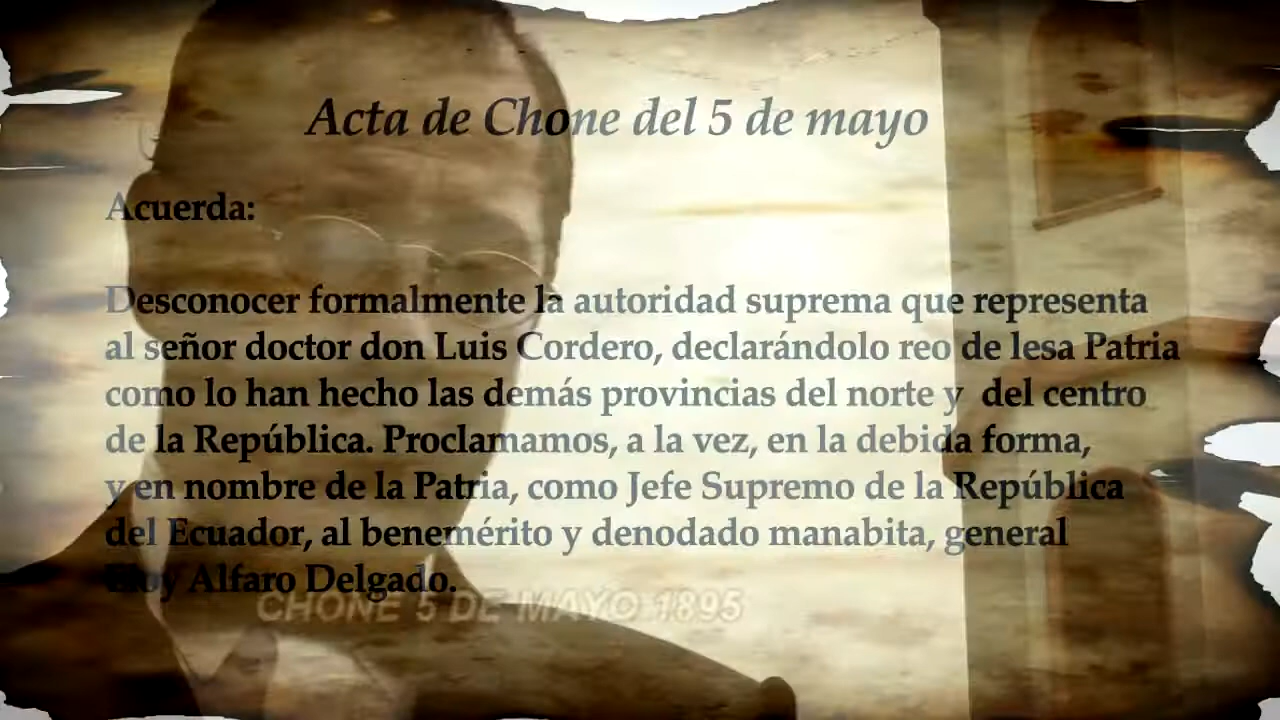 Acta de Chone del 5 de mayo
Acuerda:
Desconocer formalmente la autoridad suprema que representa
al señor doctor don Luis Cordero, declarándolo reo de lesa Patria
como lo han hecho las demás provincias del norte y del centro
de la República. Proclamamos, a la vez, en la debida forma,
y en nombre de la Patria, como Jefe Supremo de la República
del Ecuador, al benemérito y denodado manabita, general
Eloy Alfaro Delgado.
CHONE 5 DE MAYO 1895